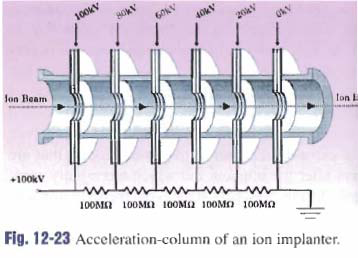 100kV 80kV 60kV 40kV 20kV 0kV
Ion Beam
Ion
+100kV
100MΩ 100MΩ 100MΩ 100MΩ 100MΩ
Fig. 12-23 Acceleration-column of an ion implanter.